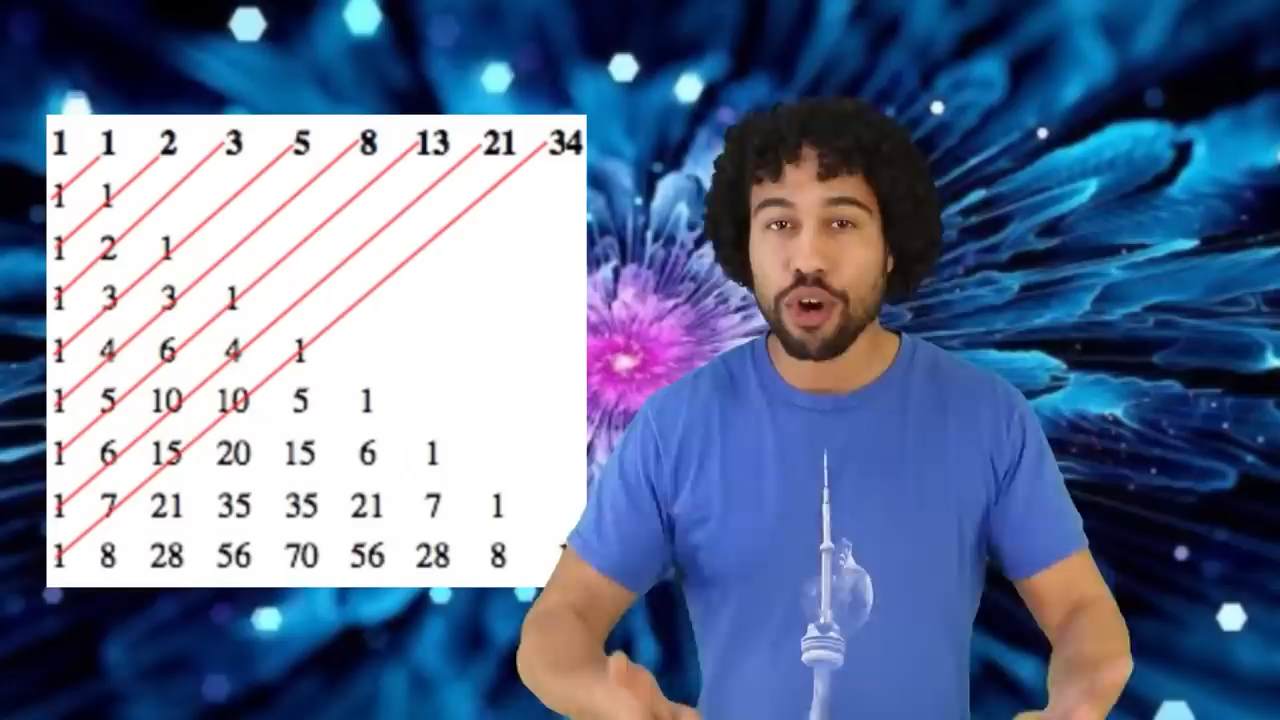 1 1 2 3 5 8 13 21 34
1 1
1 2 1
1 3 3 1
1 4 6 4 1
1 5 10 10 5 1
1 6 15 20 15 6 1
1 7 21 35 35 21 7 1
1 8 28 56 70 56 28 8